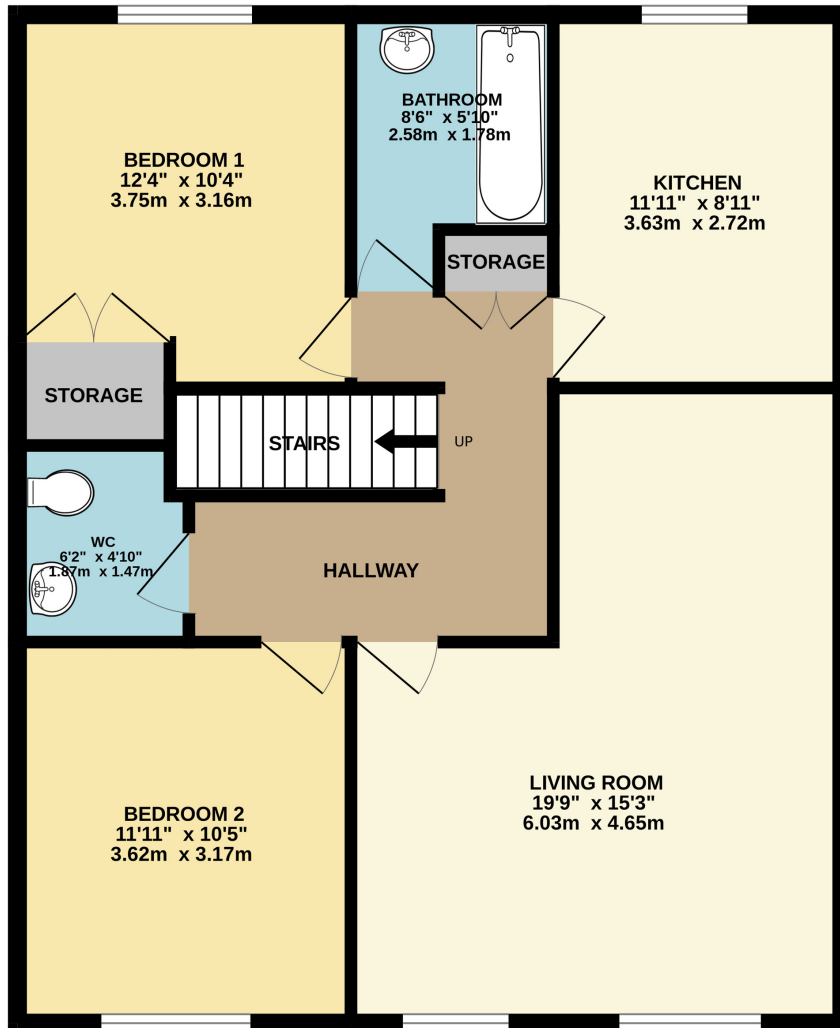 BEDROOM 1
12'4" x 10'4"
3.75m x 3.16m
BATHROOM
8'6" x 5'10"
2.58m x 1.78m
KITCHEN
11'11" x 8'11"
3.63m x 2.72m
STORAGE
STORAGE
STAIRS
UP
WC
6'2" x 4'10"
1.87m x 1.47m
HALLWAY
BEDROOM 2
11'11" x 10'5"
3.62m x 3.17m
LIVING ROOM
19'9" x 15'3"
6.03m x 4.65m